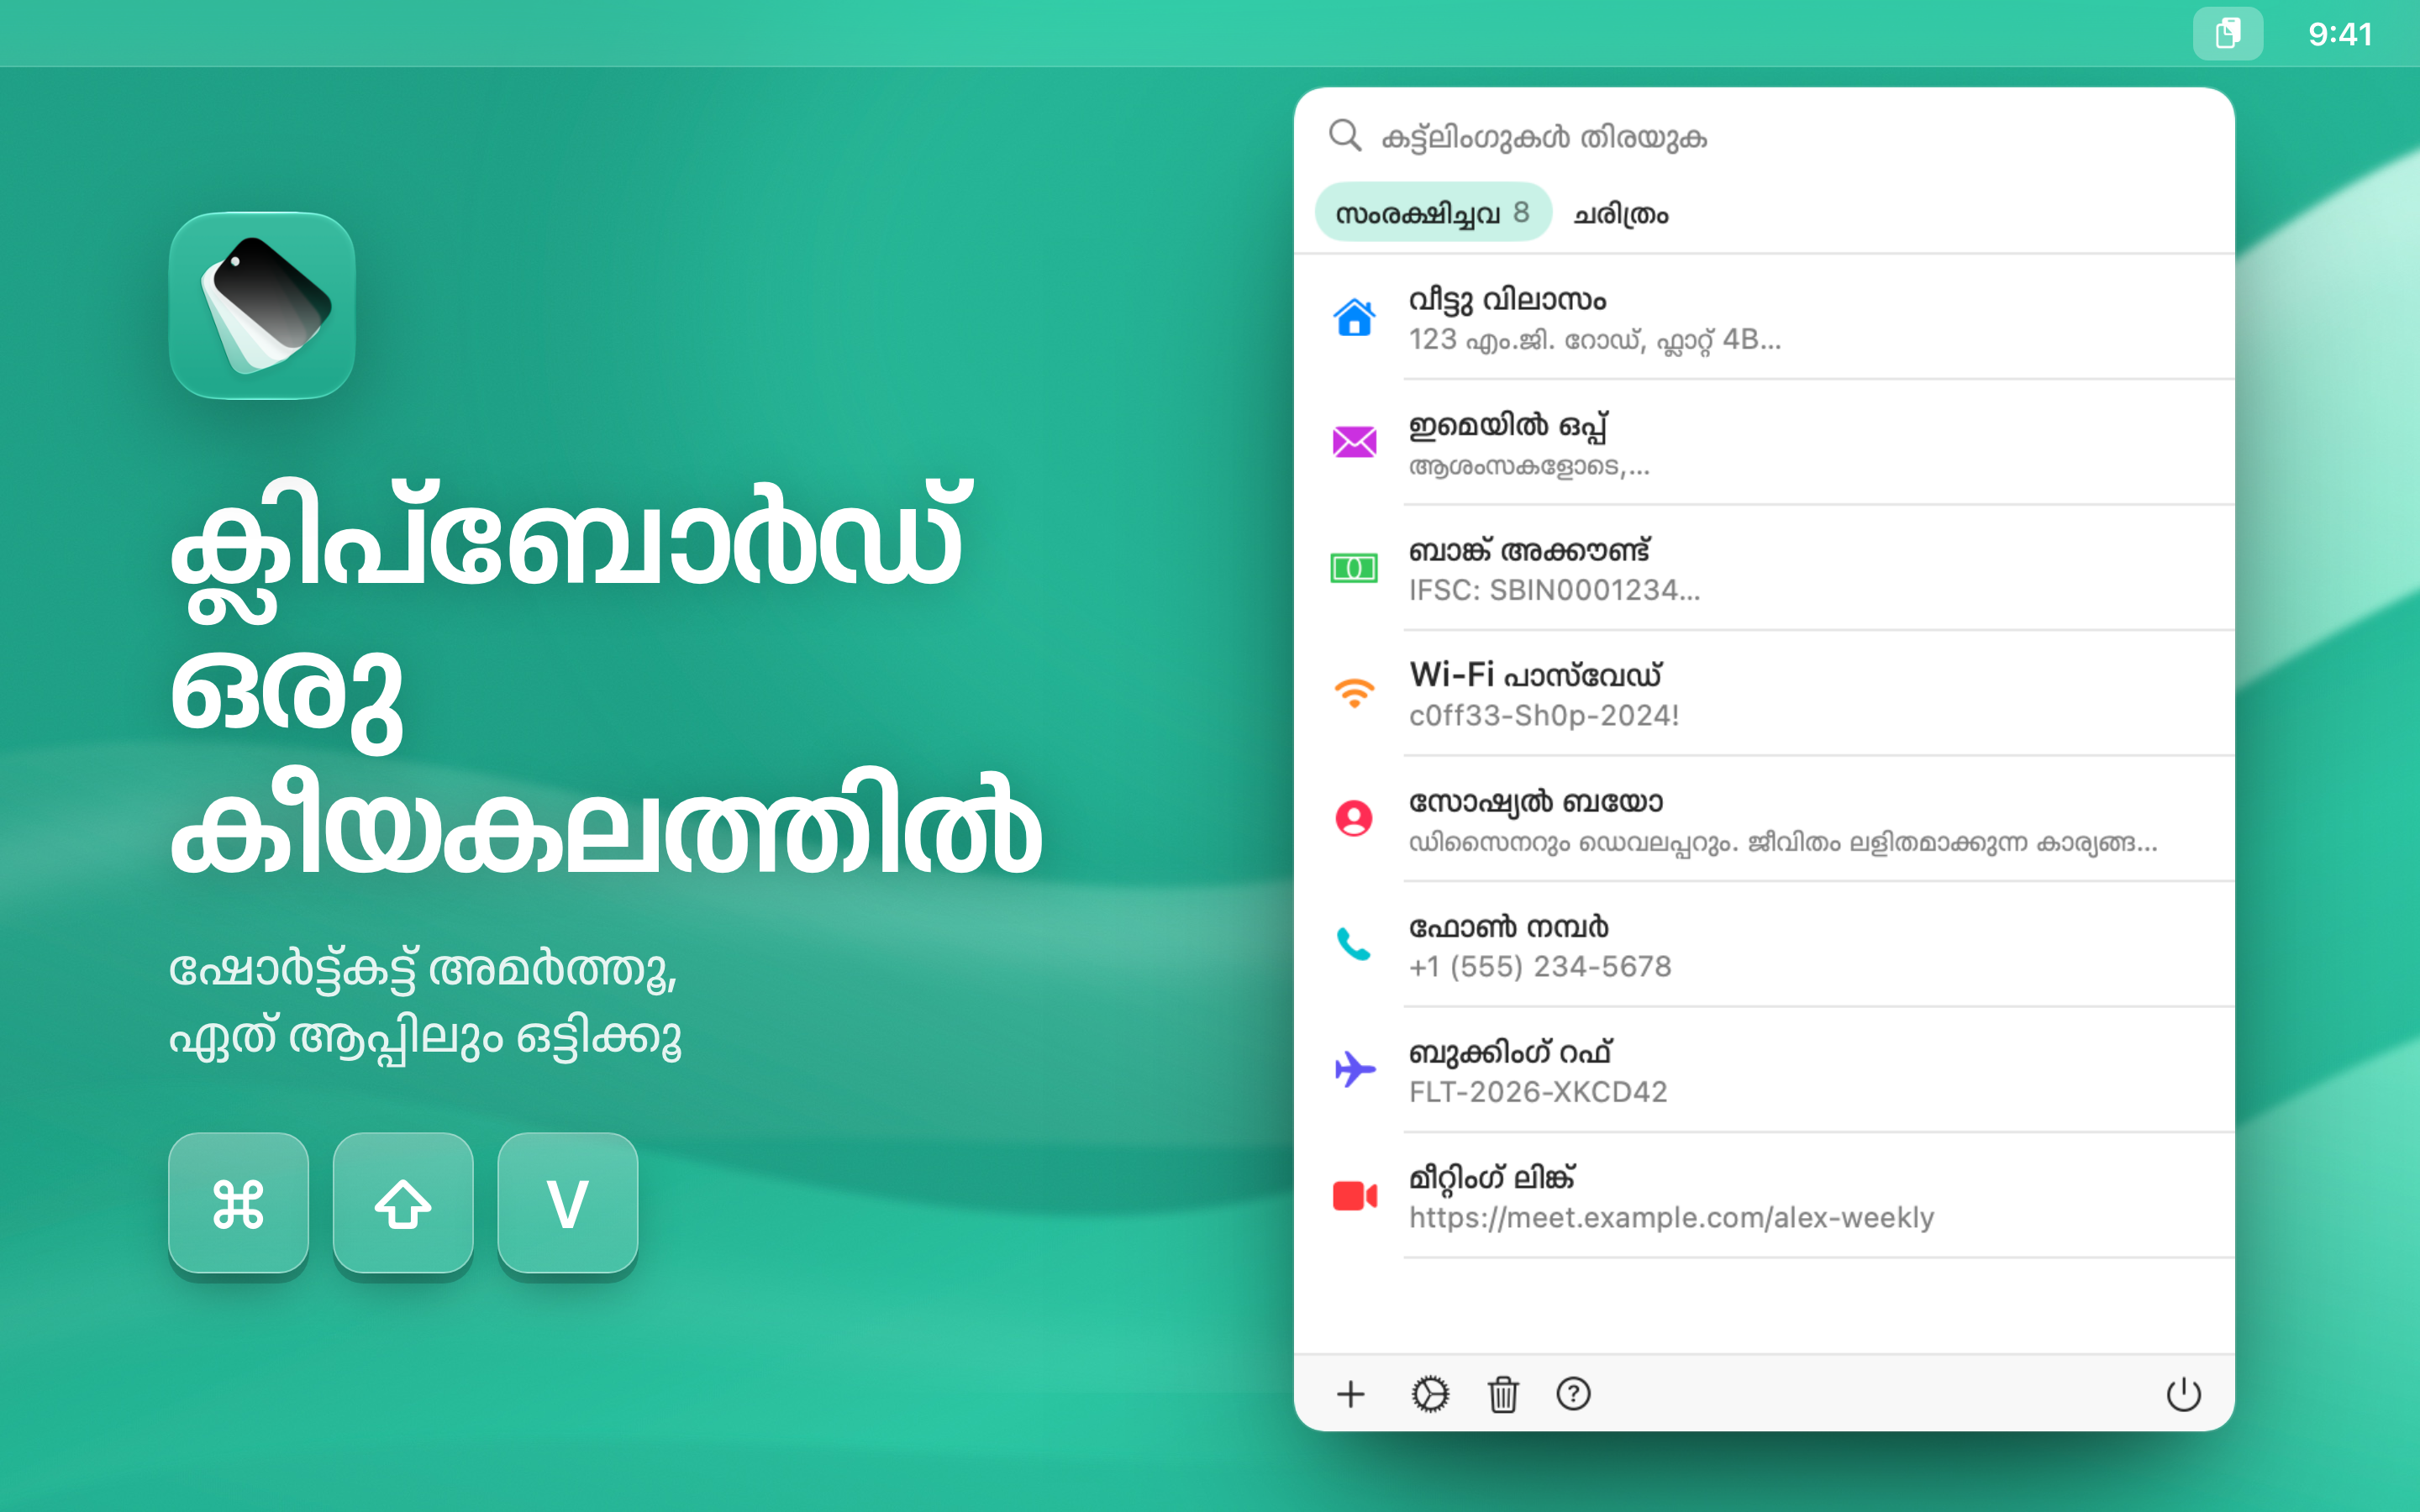 9:41
ക്ലിപ്ബോർഡ്
ഒരു
കീയകലത്തിൽ
ഷോർട്ട്കട്ട് അമർത്തൂ,
ഏത് ആപ്പിലും ഒട്ടിക്കൂ
⌘ ⇧ V
കട്ട്ലിംഗുകൾ തിരയുക
സംരക്ഷിച്ചവ 8 ചരിത്രം
വീട്ടു വിലാസം
123 എം.ജി. റോഡ്, ഫ്ലാറ്റ് 4B...
ഇമെയിൽ ഒപ്പ്
ആശംസകളോടെ,...
ബാങ്ക് അക്കൗണ്ട്
IFSC: SBIN0001234...
Wi-Fi പാസ്‌വേഡ്
c0ff33-Sh0p-2024!
സോഷ്യൽ ബയോ
ഡിസൈനറും ഡെവലപ്പറും. ജീവിതം ലളിതമാക്കുന്ന കാര്യങ്ങ...
ഫോൺ നമ്പർ
+1 (555) 234-5678
ബുക്കിംഗ് റഫ്
FLT-2026-XKCD42
മീറ്റിംഗ് ലിങ്ക്
https://meet.example.com/alex-weekly